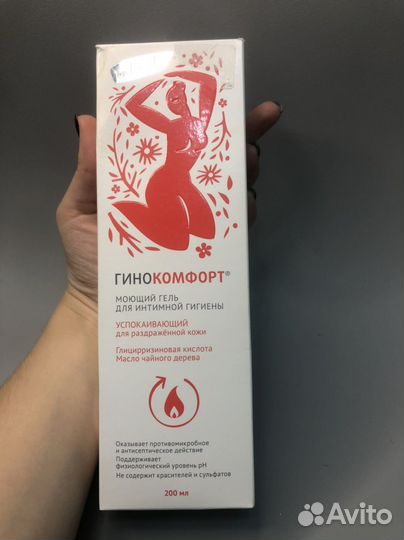 ГИНОКОМФОРТ®
МОЮЩИЙ ГЕЛЬ
ДЛЯ ИНТИМНОЙ ГИГИЕНЫ
УСПОКАИВАЮЩИЙ
для раздражённой кожи
Глицирризиновая кислота
Масло чайного дерева
Оказывает противомикробное
и антисептическое действие
Поддерживает
физиологический уровень pH
Не содержит красителей и сульфатов
200 мл
Avito